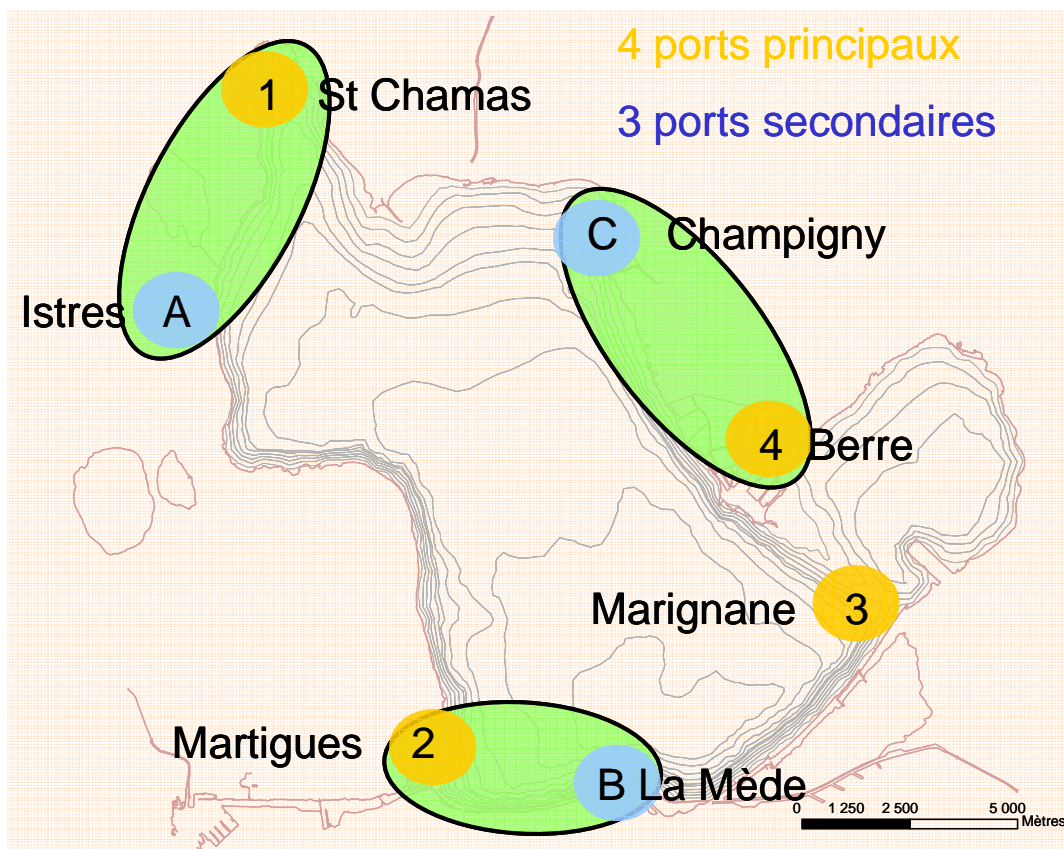 4 ports principaux
1 St Chamas
3 ports secondaires
C Champigny
Istres A
4 Berre
Marignane 3
Martigues 2
B La Mède
0 1 250 2 500 5 000
Mètres